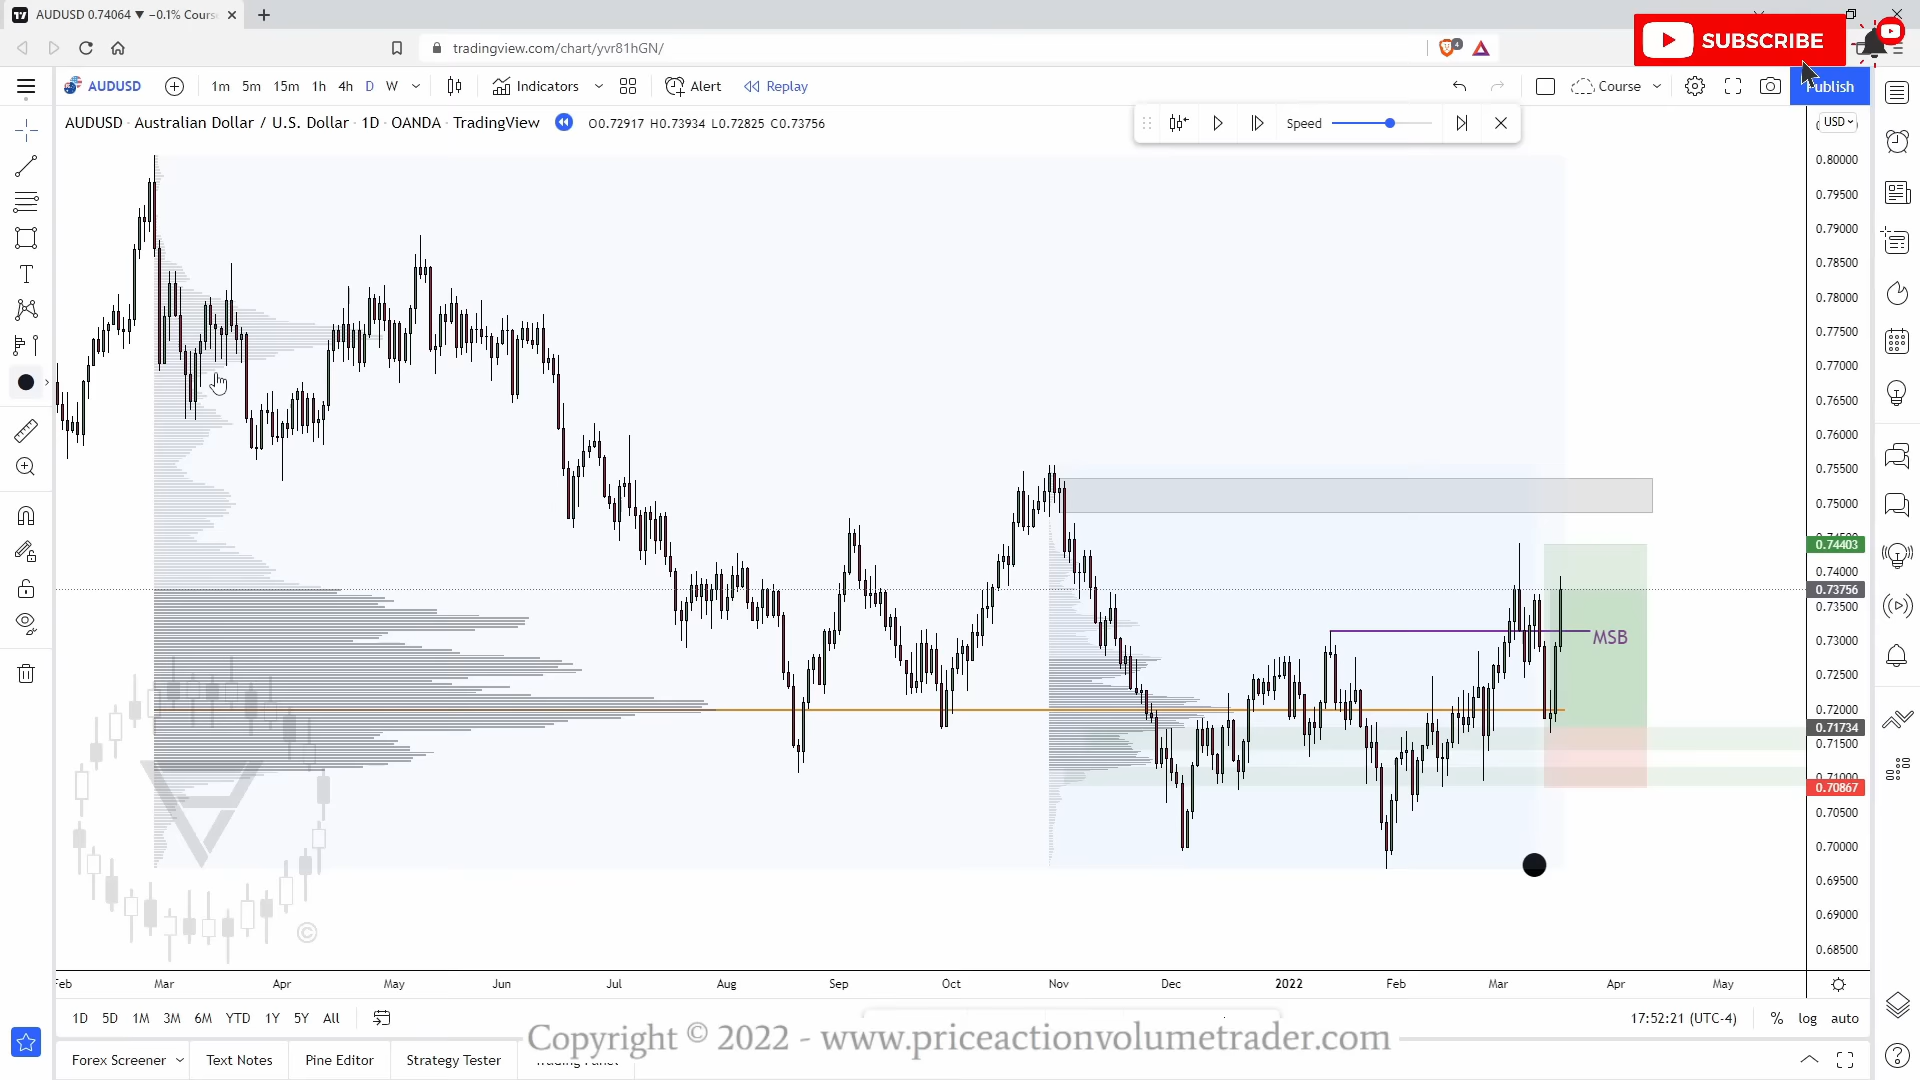 AUDUSD 0.74064 ▼ −0.1% Cours
tradingview.com/chart/yvr81hGN/
SUBSCRIBE
AUDUSD
1m 5m 15m 1h 4h D W
Indicators
Alert
Replay
Course
Publish
AUDUSD · Australian Dollar / U.S. Dollar · 1D · OANDA · TradingView
O0.72917 H0.73934 L0.72825 C0.73756
Speed
USD
0.80000
0.79500
0.79000
0.78500
0.78000
0.77500
0.77000
0.76500
0.76000
0.75500
0.75000
0.74403
0.74000
0.73756
0.73500
0.73000
MSB
0.72500
0.72000
0.71734
0.71500
0.70867
0.70500
0.70000
0.69500
0.69000
0.68500
©
Feb Mar Apr May Jun Jul Aug Sep Oct Nov Dec 2022 Feb Mar Apr May
1D 5D 1M 3M 6M YTD 1Y 5Y All
17:52:21 (UTC-4)
% log auto
Copyright © 2022 - www.priceactionvolumetrader.com
Forex Screener
Text Notes
Pine Editor
Strategy Tester